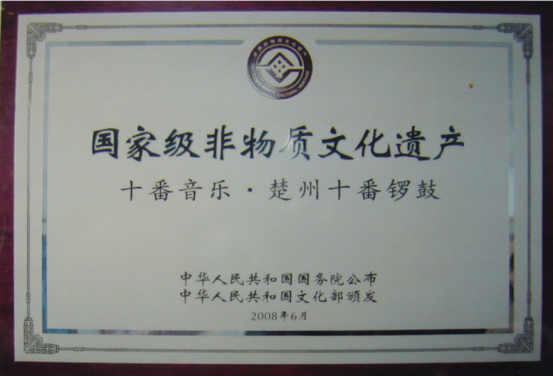 国家级非物质文化遗产
十番音乐·楚州十番锣鼓
中华人民共和国国务院公布
中华人民共和国文化部颁发
2008年6月